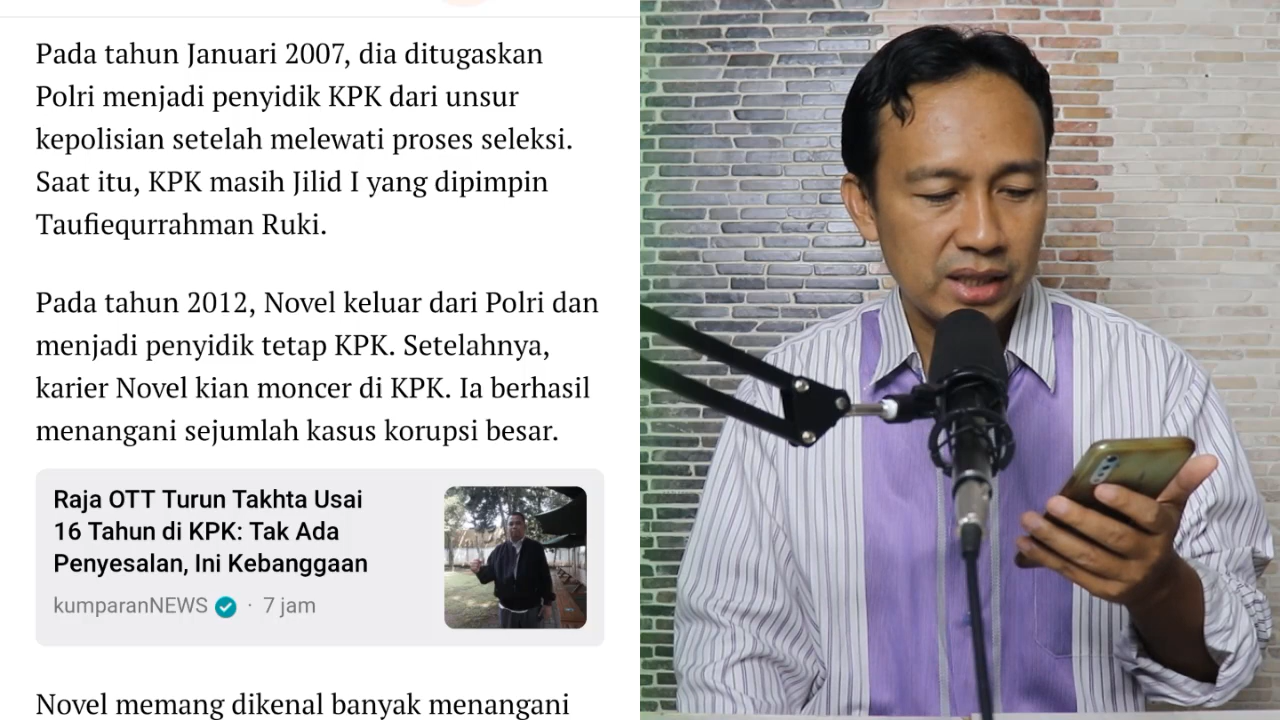 Pada tahun Januari 2007, dia ditugaskan
Polri menjadi penyidik KPK dari unsur
kepolisian setelah melewati proses seleksi.
Saat itu, KPK masih Jilid I yang dipimpin
Taufiequrrahman Ruki.
Pada tahun 2012, Novel keluar dari Polri dan
menjadi penyidik tetap KPK. Setelahnya,
karier Novel kian moncer di KPK. Ia berhasil
menangani sejumlah kasus korupsi besar.
Raja OTT Turun Takhta Usai
16 Tahun di KPK: Tak Ada
Penyesalan, Ini Kebanggaan
kumparanNEWS · 7 jam
Novel memang dikenal banyak menangani